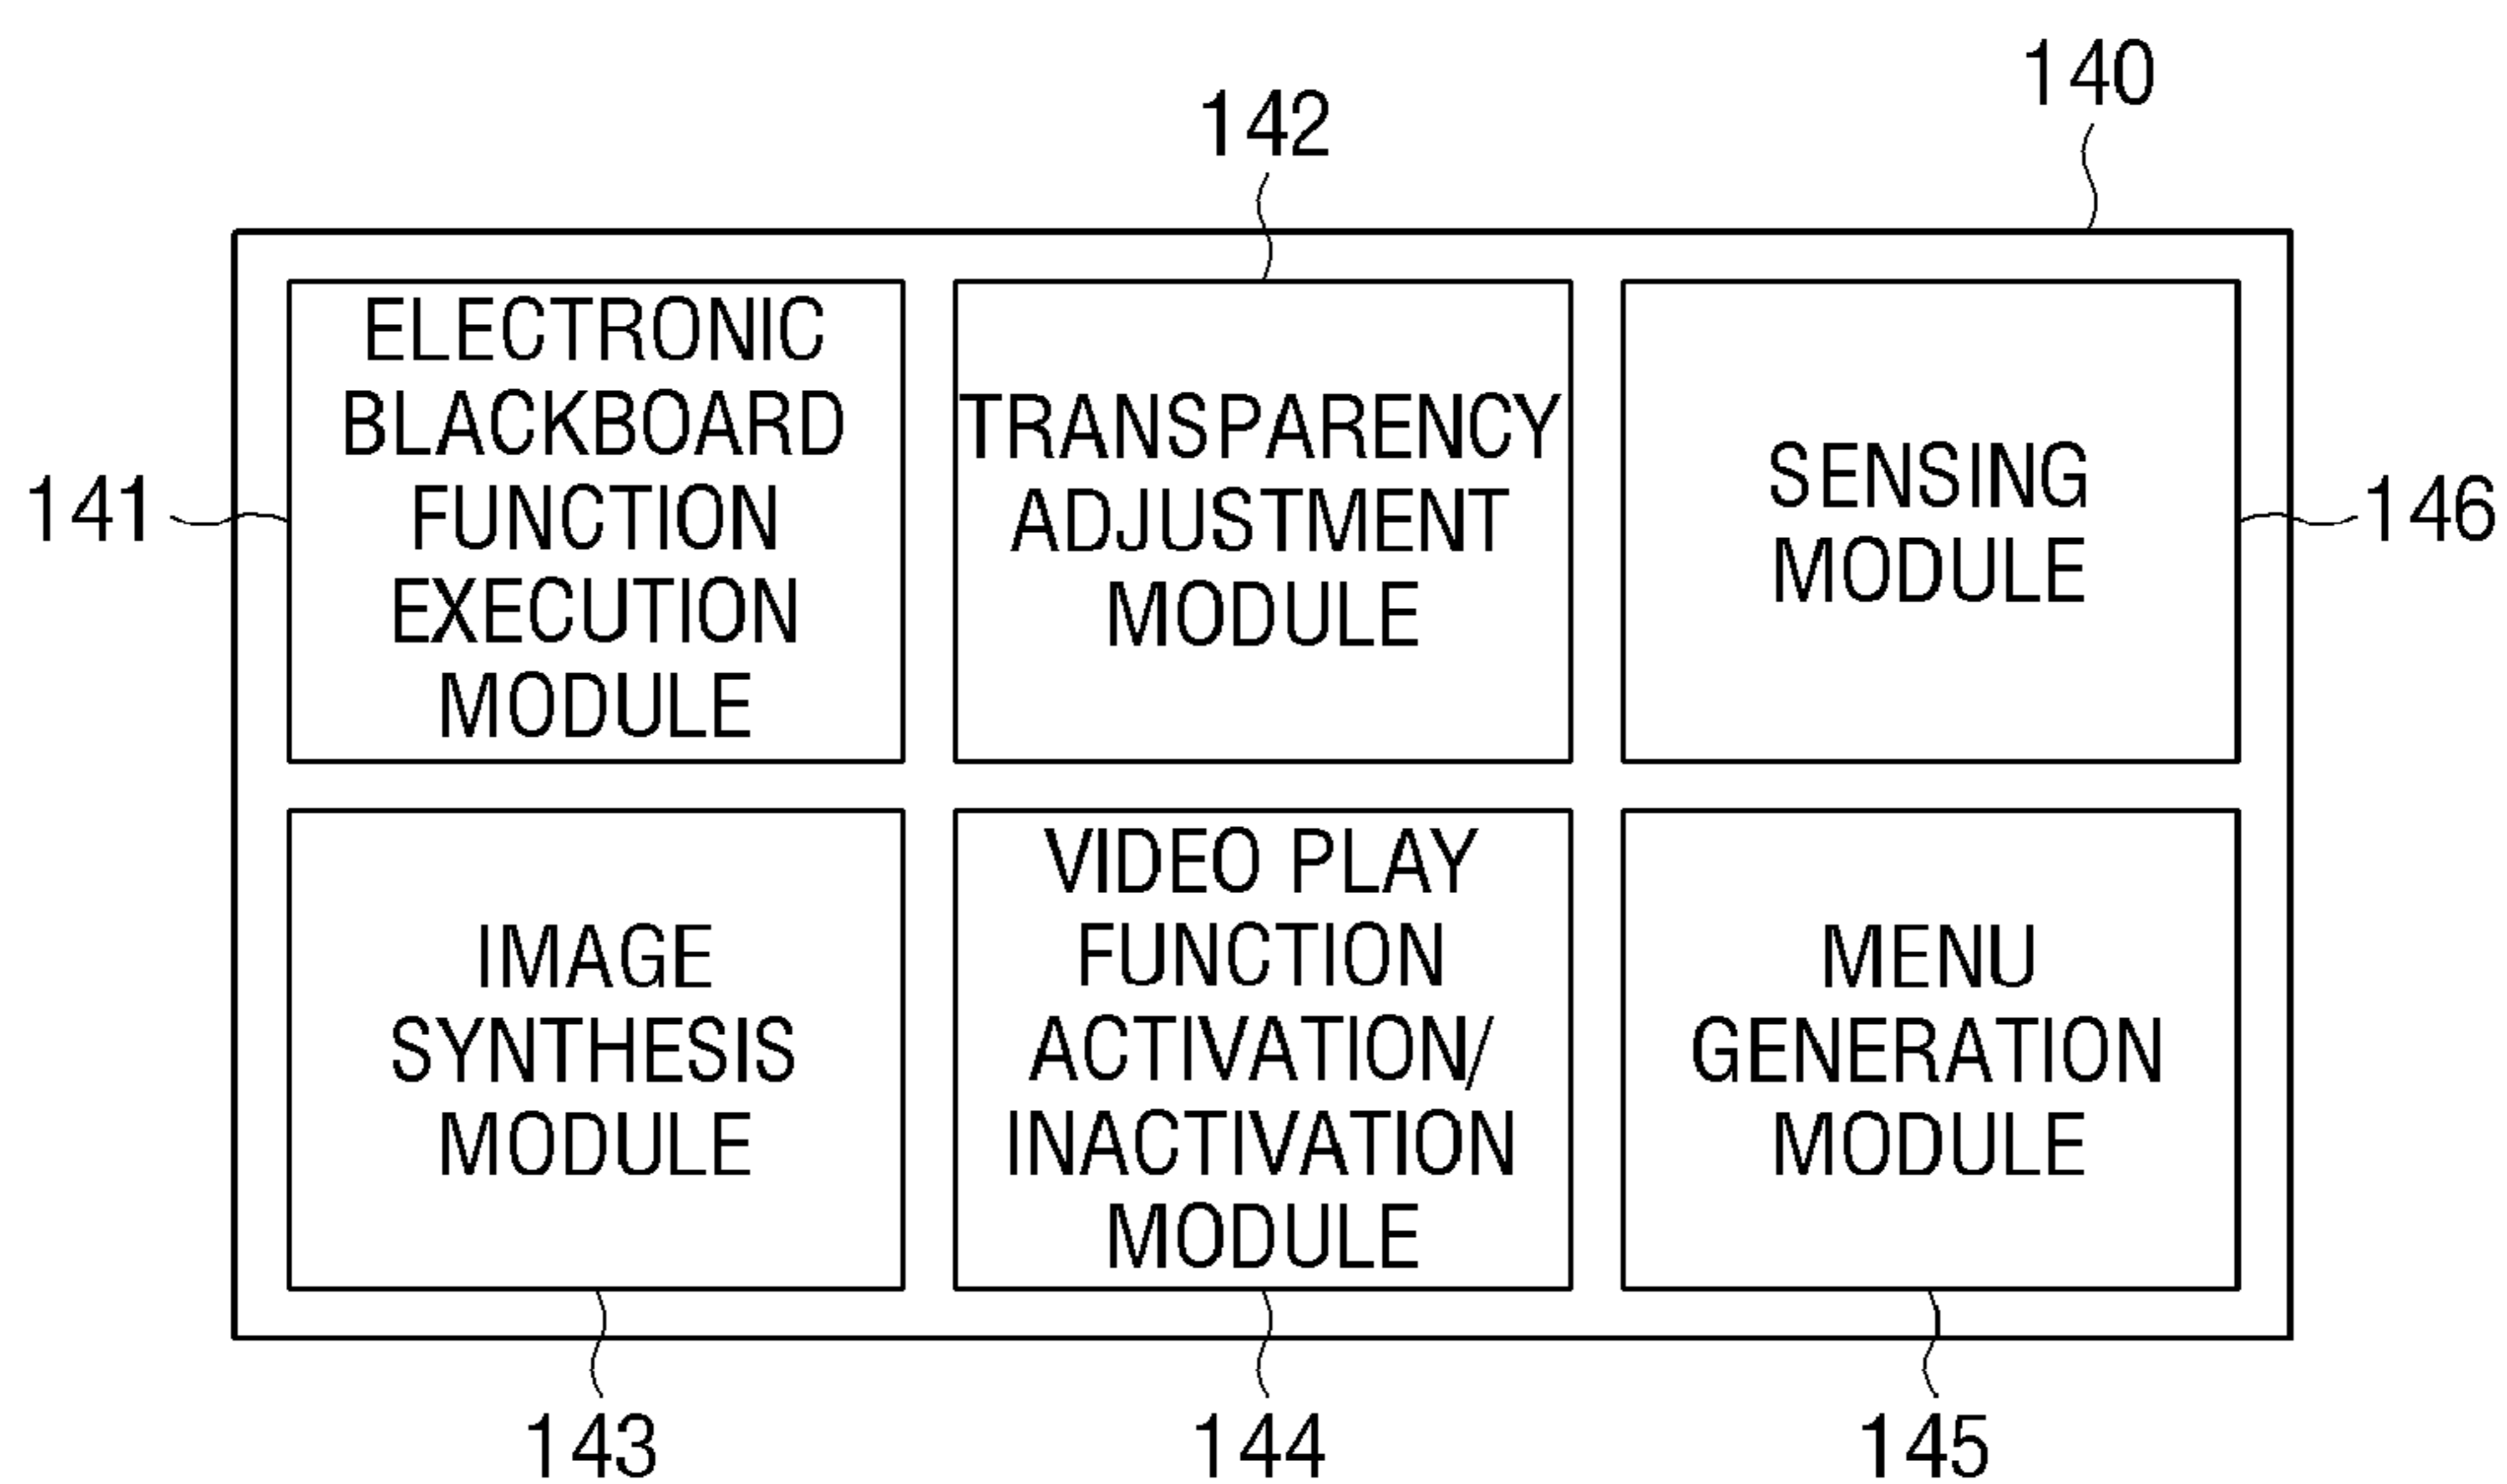 140
142
ELECTRONIC
BLACKBOARD
FUNCTION
EXECUTION
MODULE
TRANSPARENCY
ADJUSTMENT
MODULE
SENSING
MODULE
141
146
IMAGE
SYNTHESIS
MODULE
VIDEO PLAY
FUNCTION
ACTIVATION/
INACTIVATION
MODULE
MENU
GENERATION
MODULE
143
144
145